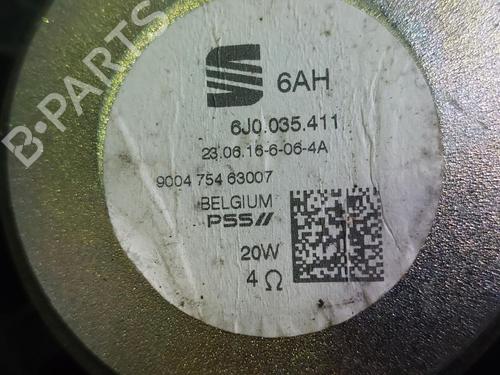 B-PARTS
6AH
6J0.035.411
23.06.16-6-06-4A
9004 754 63007
BELGIUM
PSS//
20W
4 Ω